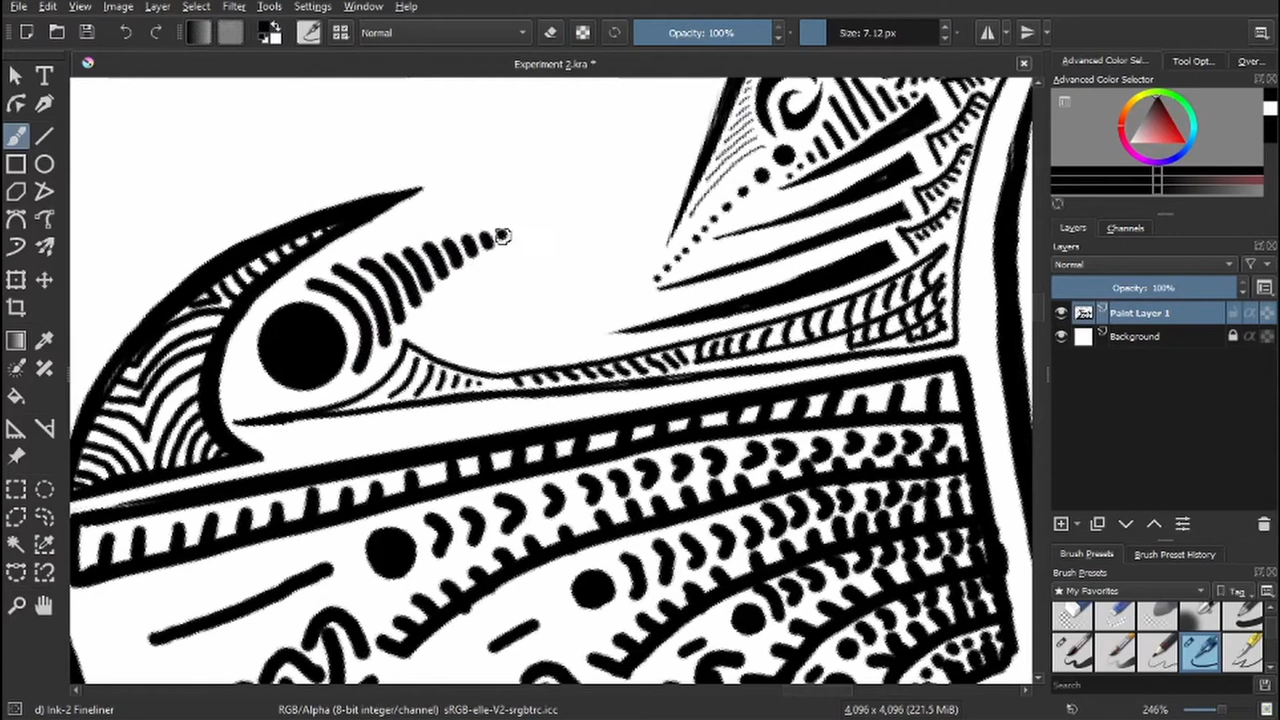 File Edit View Image Layer Select Filter Tools Settings Window Help
Normal Opacity: 100% Size: 7.12 px
Experiment 2.kra *
Advanced Color Sel... Tool Opt... Over...
Advanced Color Selector
Layers Channels
Layers
Normal
Opacity: 100%
Paint Layer 1
Background
Brush Presets Brush Preset History
Brush Presets
★ My Favorites Tag
Search
d) Ink-2 Fineliner RGB/Alpha (8-bit integer/channel) sRGB-elle-V2-srgbtrc.icc 4,096 x 4,096 (221.5 MiB) 246%